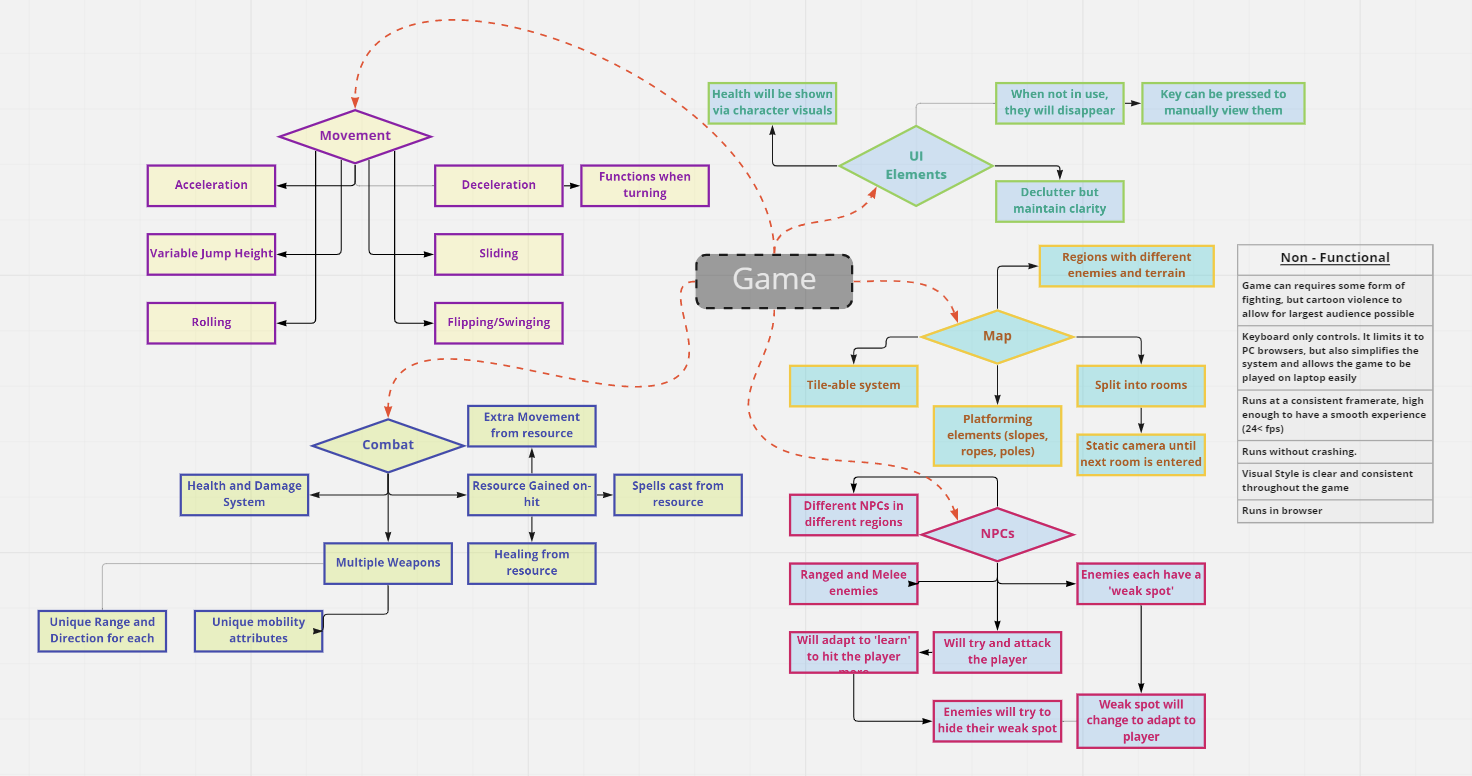 Movement
Acceleration
Deceleration
Functions when
turning
Variable Jump Height
Sliding
Rolling
Flipping/Swinging
Health will be shown
via character visuals
When not in use,
they will disappear
Key can be pressed to
manually view them
UI
Elements
Declutter but
maintain clarity
Game
Regions with different
enemies and terrain
Map
Tile-able system
Split into rooms
Platforming
elements (slopes,
ropes, poles)
Static camera until
next room is entered
Non - Functional
Game can requires some form of
fighting, but cartoon violence to
allow for largest audience possible
Keyboard only controls. It limits it to
PC browsers, but also simplifies the
system and allows the game to be
played on laptop easily
Runs at a consistent framerate, high
enough to have a smooth experience
(24< fps)
Runs without crashing.
Visual Style is clear and consistent
throughout the game
Runs in browser
Combat
Extra Movement
from resource
Health and Damage
System
Resource Gained on-
hit
Spells cast from
resource
Multiple Weapons
Healing from
resource
Unique Range and
Direction for each
Unique mobility
attributes
Different NPCs in
different regions
NPCs
Ranged and Melee
enemies
Enemies each have a
'weak spot'
Will adapt to 'learn'
to hit the player
more
Will try and attack
the player
Enemies will try to
hide their weak spot
Weak spot will
change to adapt to
player